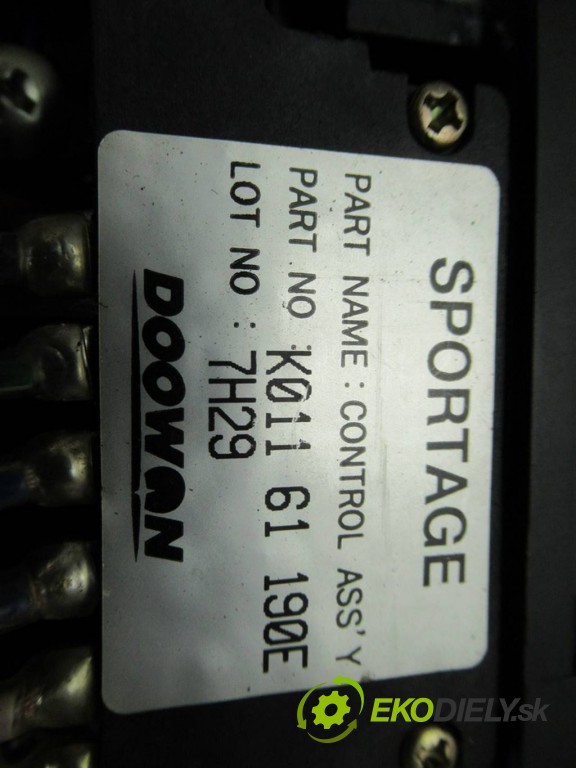 SPORTAGE
PART NAME : CONTROL ASS'Y
PART NO : K011 61 190E
LOT NO : 7H29
DOOWON
EKODIELY.sk